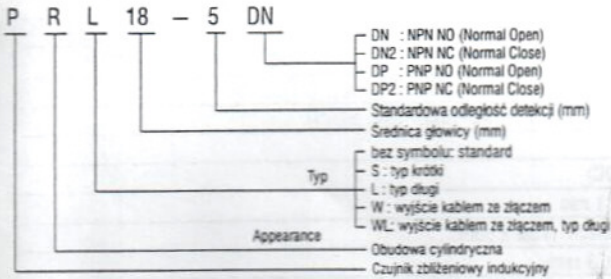 P R L 18 - 5 DN
DN : NPN NO (Normal Open)
DN2 : NPN NC (Normal Close)
DP : PNP NO (Normal Open)
DP2 : PNP NC (Normal Close)
Standardowa odległość detekcji (mm)
Średnica głowicy (mm)
Typ
bez symbolu: standard
S : typ krótki
L : typ długi
W : wyjście kablem ze złączem
WL: wyjście kablem ze złączem, typ długi
Appearance
Obudowa cylindryczna
Czujnik zbliżeniowy indukcyjny